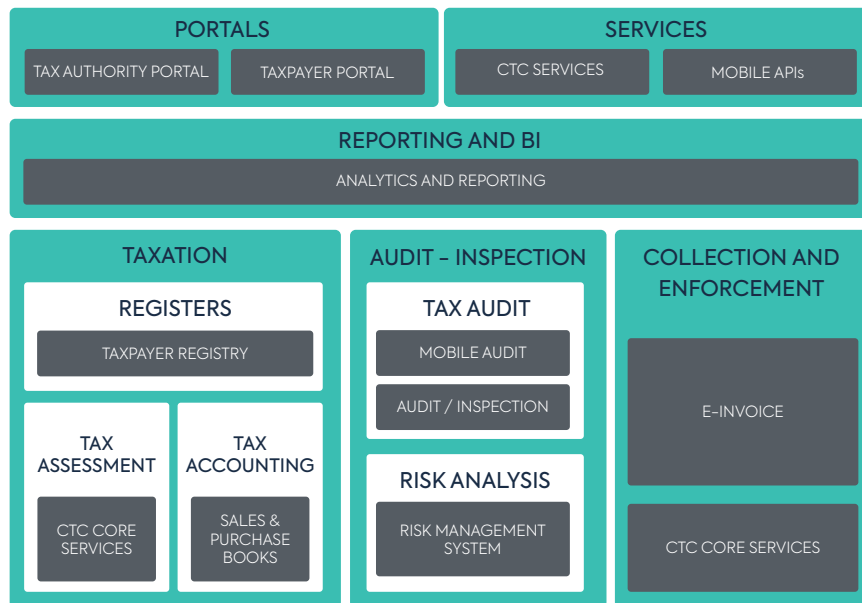 PORTALS
TAX AUTHORITY PORTAL
TAXPAYER PORTAL
SERVICES
CTC SERVICES
MOBILE APIs
REPORTING AND BI
ANALYTICS AND REPORTING
TAXATION
REGISTERS
TAXPAYER REGISTRY
TAX
ASSESSMENT
CTC CORE
SERVICES
TAX
ACCOUNTING
SALES &
PURCHASE
BOOKS
AUDIT – INSPECTION
TAX AUDIT
MOBILE AUDIT
AUDIT / INSPECTION
RISK ANALYSIS
RISK MANAGEMENT
SYSTEM
COLLECTION AND
ENFORCEMENT
E-INVOICE
CTC CORE SERVICES